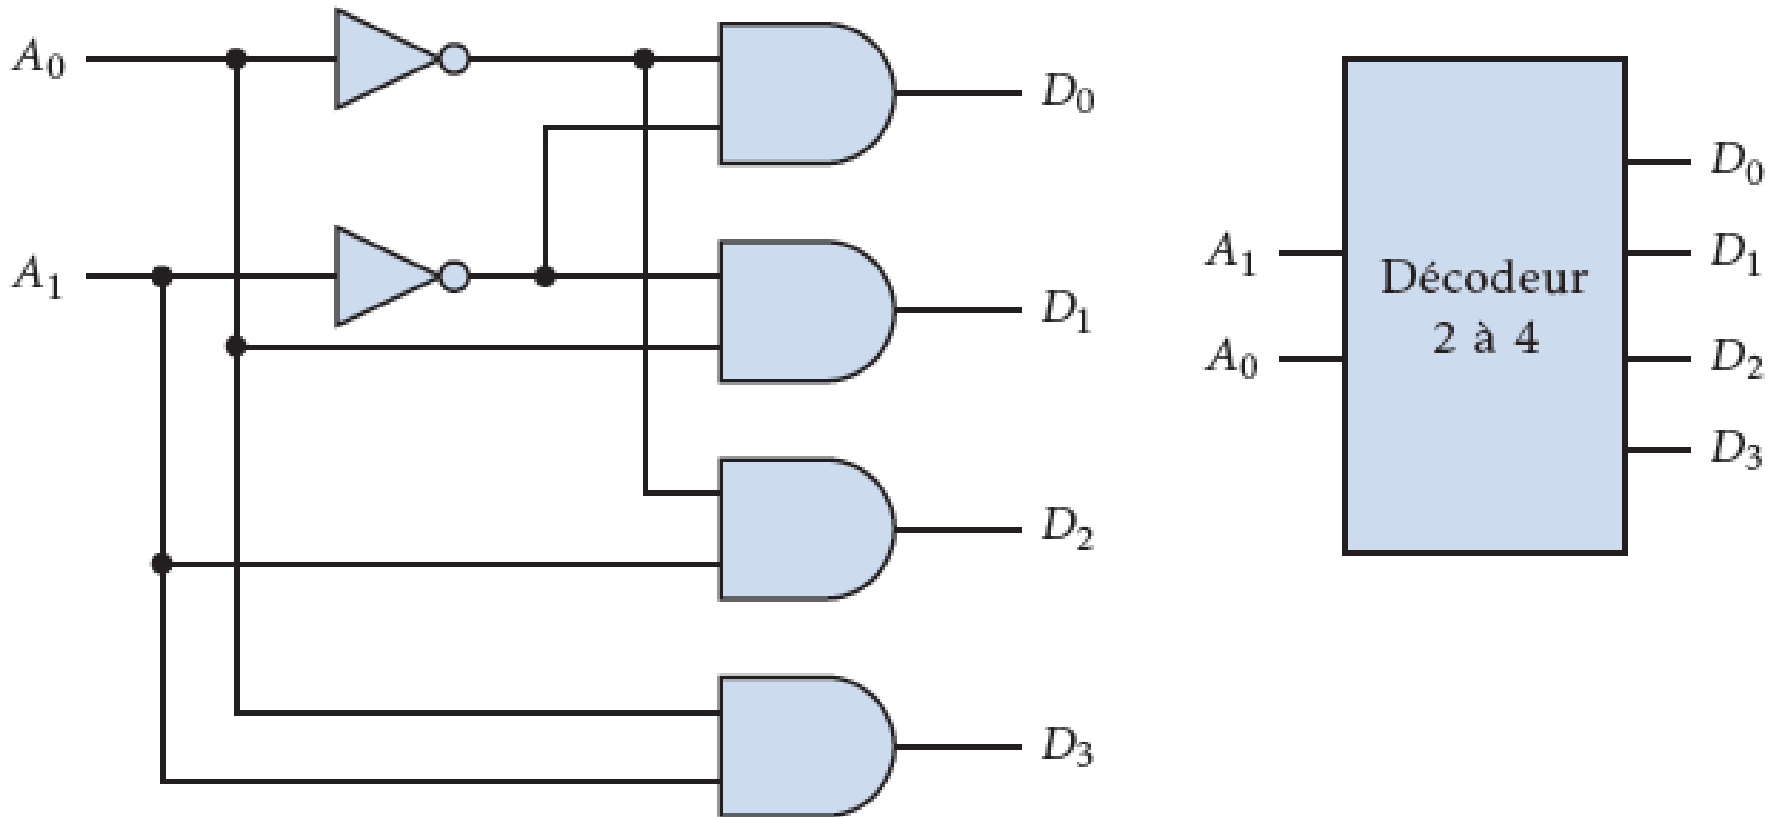 A₀
D₀
A₁
D₁
D₂
D₃
A₁
A₀
Décodeur
2 à 4
D₀
D₁
D₂
D₃